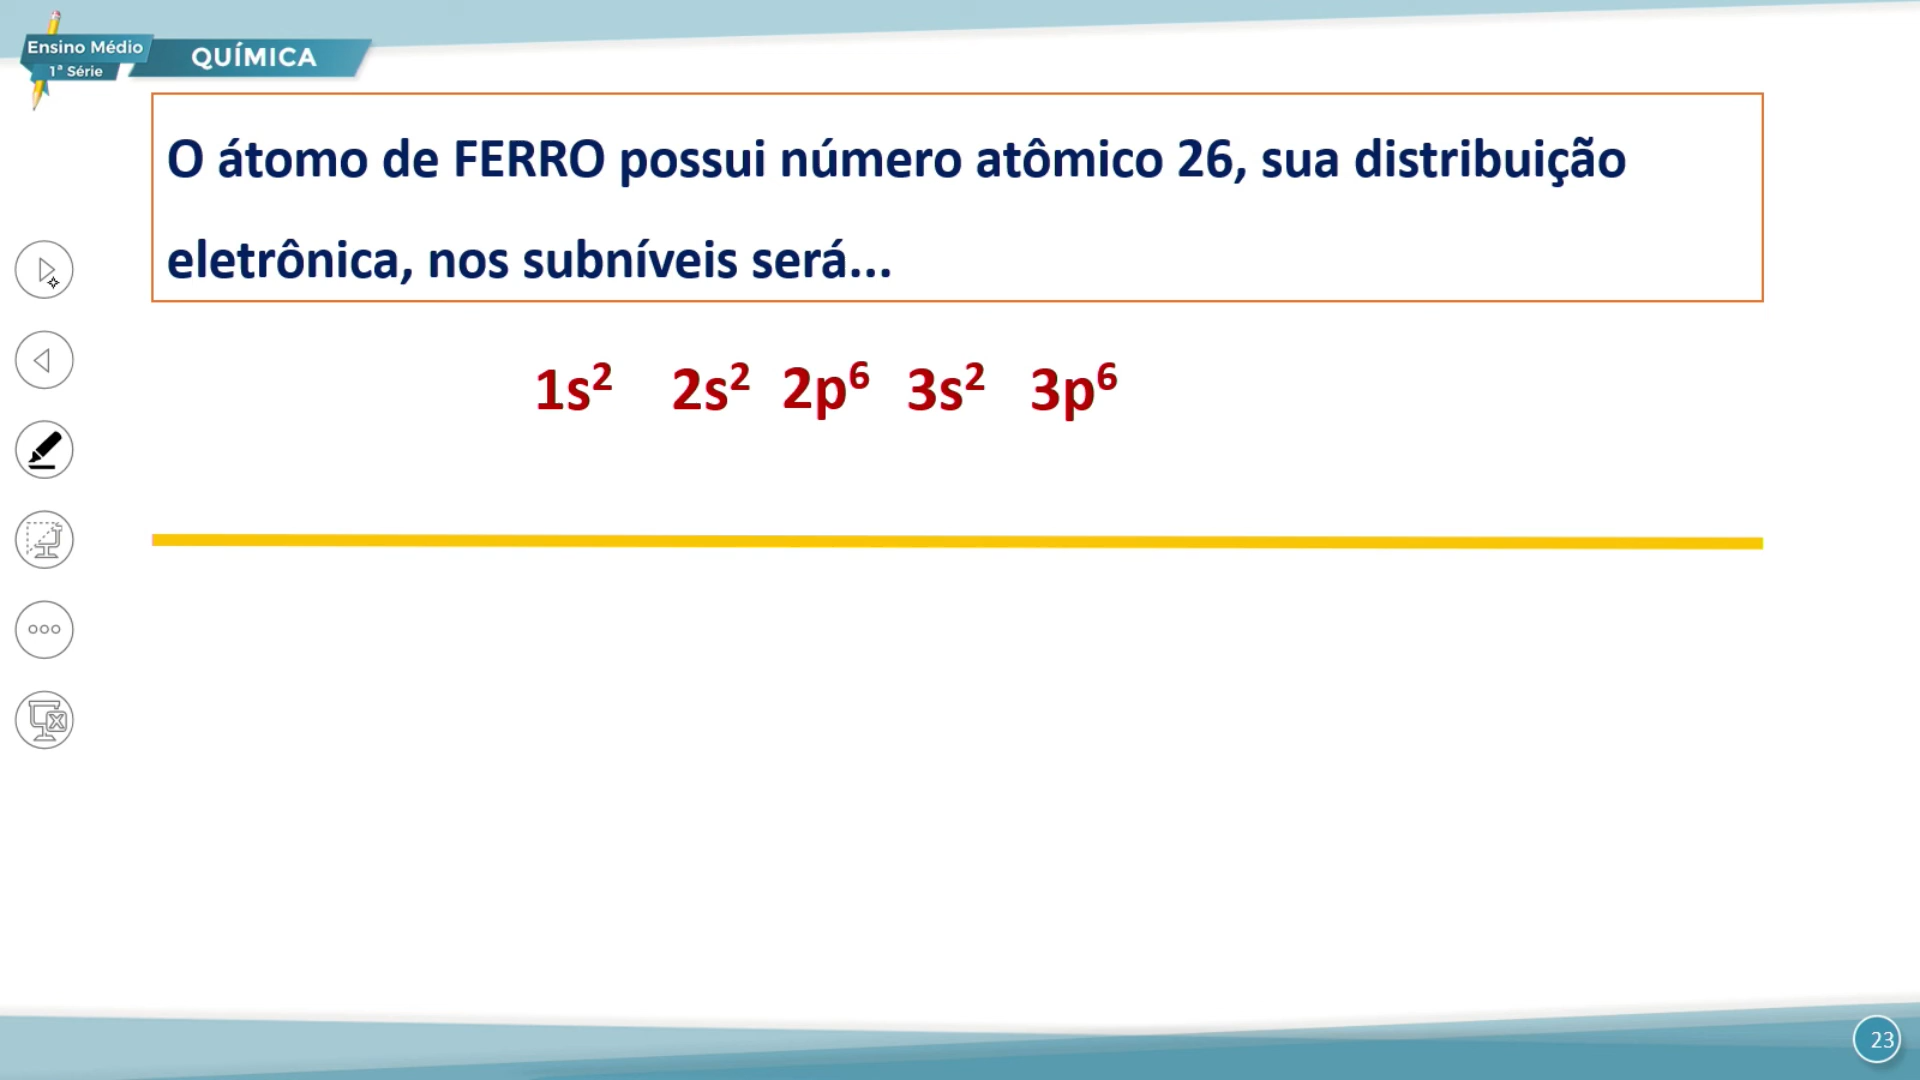 Ensino Médio
1ª Série
QUÍMICA
O átomo de FERRO possui número atômico 26, sua distribuição
eletrônica, nos subníveis será...
1s² 2s² 2p⁶ 3s² 3p⁶
23